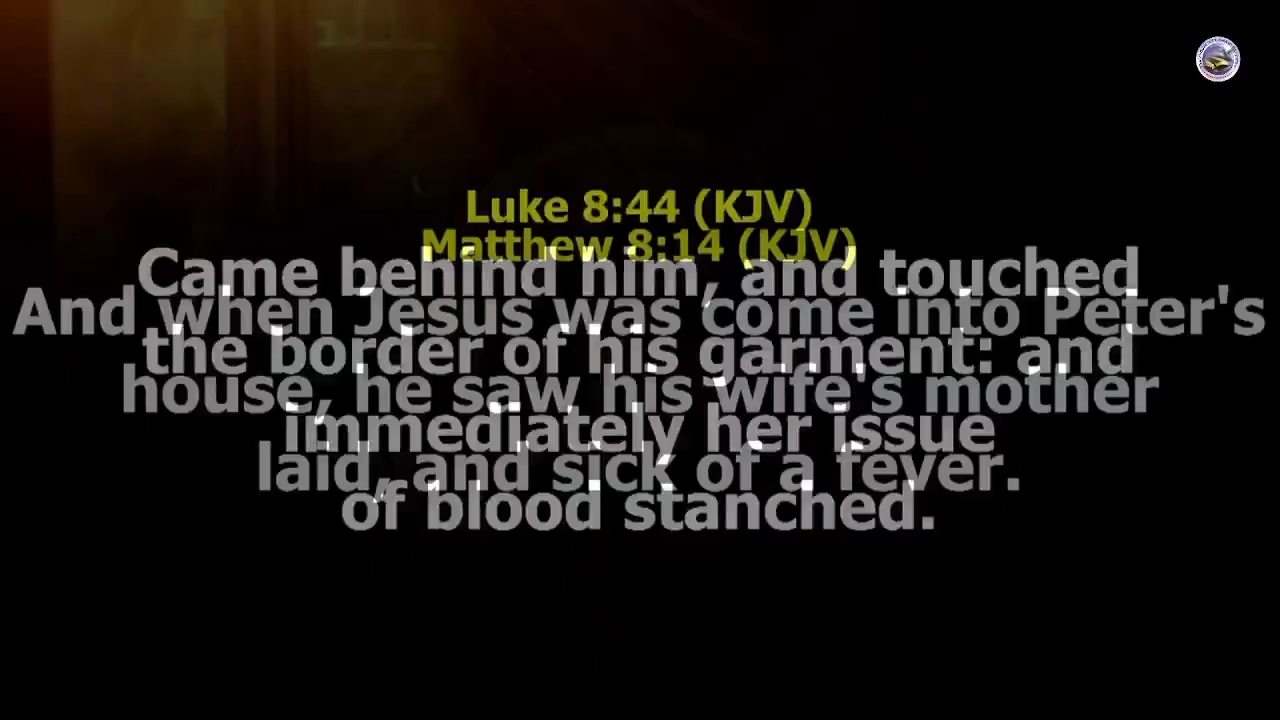 Luke 8:44 (KJV)
Matthew 8:14 (KJV)
Came behind him, and touched
And when Jesus was come into Peter's
the border of his garment: and
house, he saw his wife's mother
immediately her issue
laid, and sick of a fever.
of blood stanched.